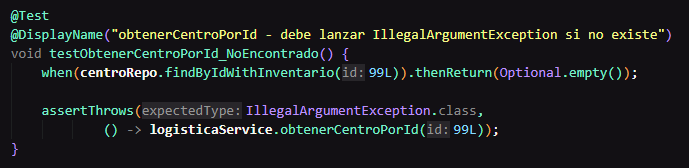 @Test
@DisplayName("obtenerCentroPorId - debe lanzar IllegalArgumentException si no existe")
void testObtenerCentroPorId_NoEncontrado() {
    when(centroRepo.findByIdWithInventario(id: 99L)).thenReturn(Optional.empty());

    assertThrows(expectedType: IllegalArgumentException.class,
            () -> logisticaService.obtenerCentroPorId(id: 99L));
}